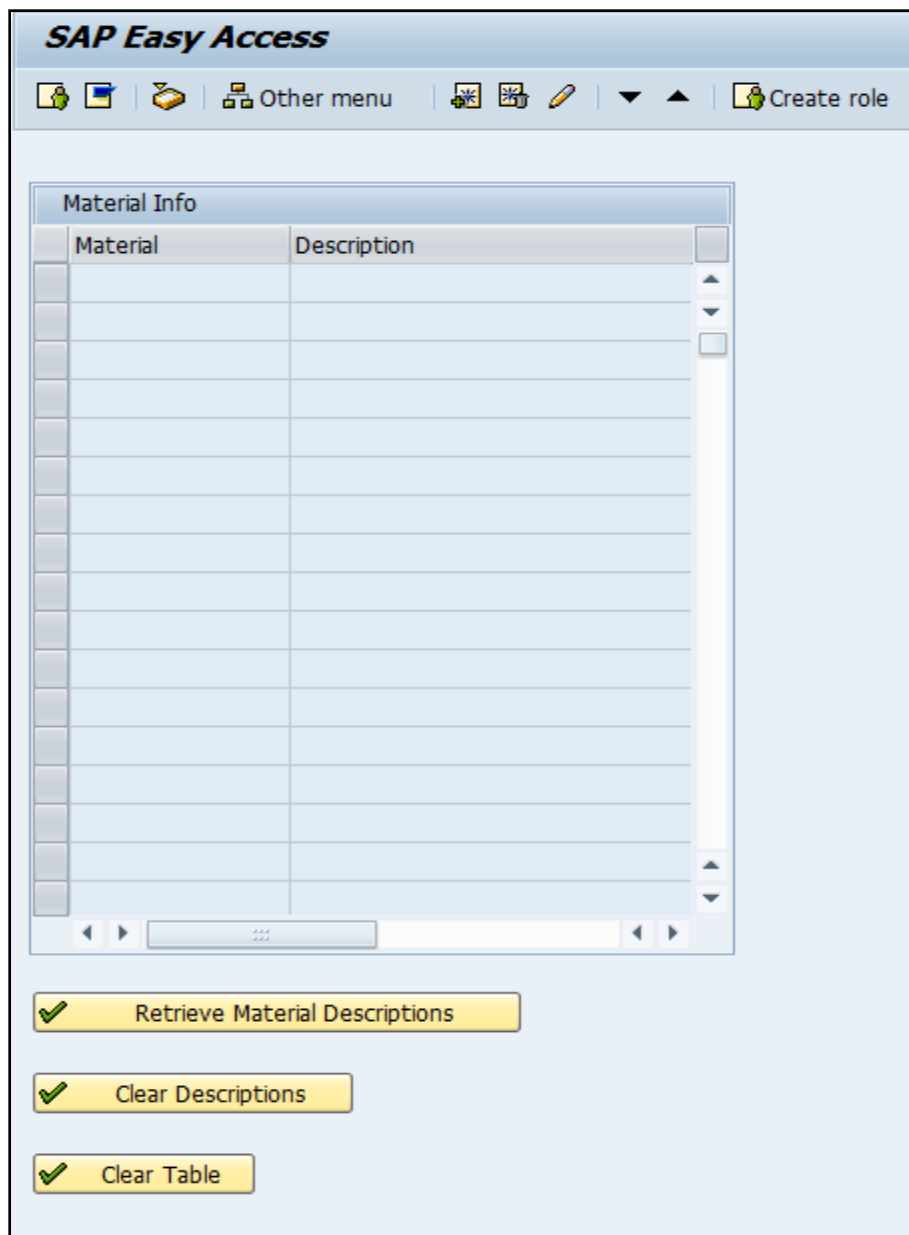 SAP Easy Access
Other menu Create role
Material Info
Material Description
Retrieve Material Descriptions
Clear Descriptions
Clear Table